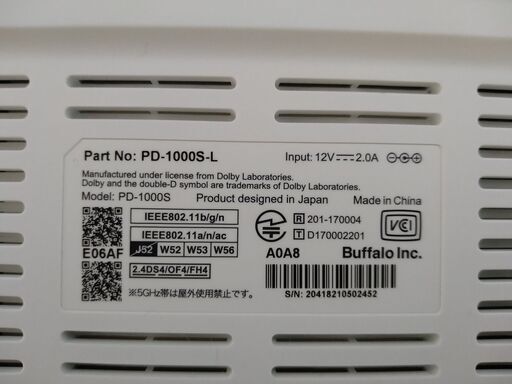 Part No: PD-1000S-L
Input: 12V⎓2.0A
Manufactured under license from Dolby Laboratories.
Dolby and the double-D symbol are trademarks of Dolby Laboratories.
Model: PD-1000S
Product designed in Japan
Made in China
IEEE802.11b/g/n
IEEE802.11a/n/ac
J52 W52 W53 W56
2.4DS4/OF4/FH4
※5GHz帯は屋外使用禁止です。
E06AF
R 201-170004
T D170002201
VCCI
A0A8
Buffalo Inc.
S/N: 20418210502452